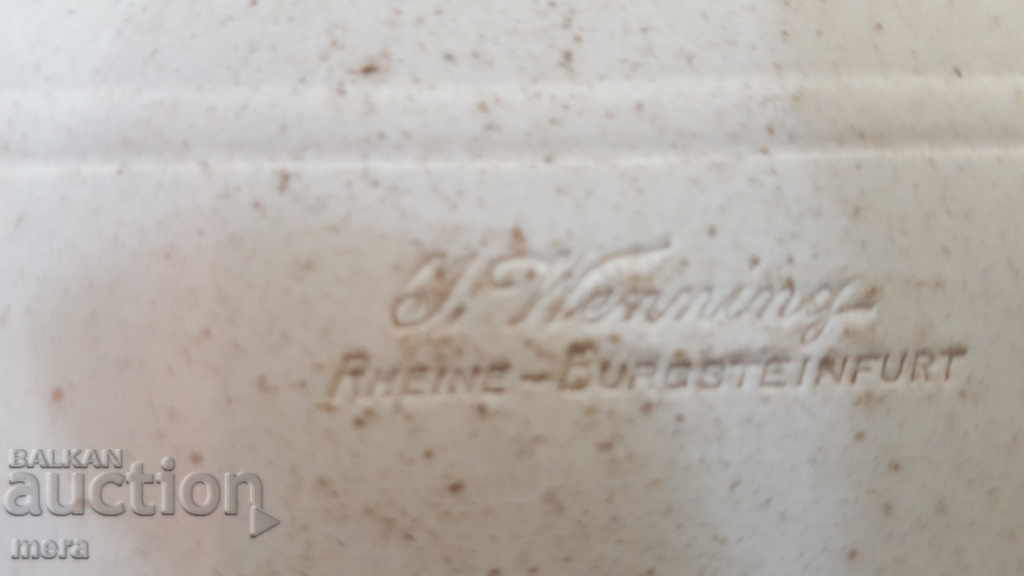 J. Wenning
RHEINE-BURGSTEINFURT
BALKAN
auction
mera